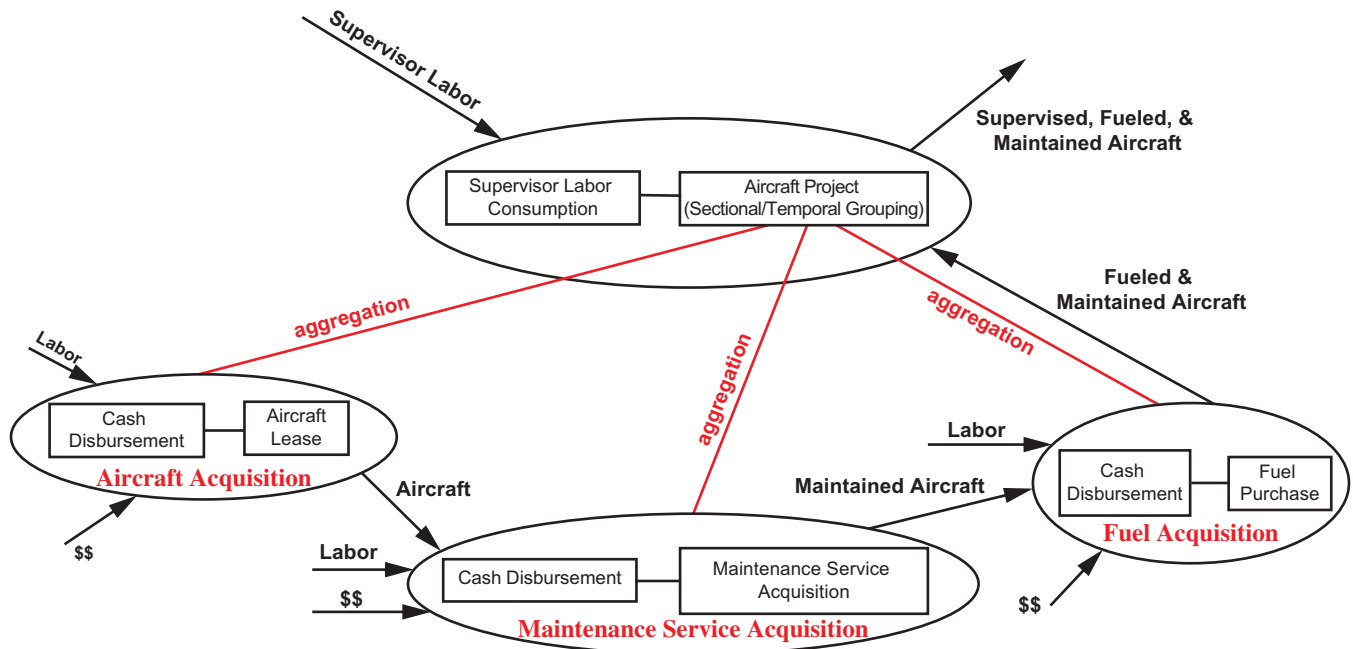 Supervisor Labor
Supervised, Fueled, &
Maintained Aircraft
Supervisor Labor
Consumption
Aircraft Project
(Sectional/Temporal Grouping)
Fueled &
Maintained Aircraft
aggregation
aggregation
aggregation
Labor
Cash
Disbursement
Aircraft
Lease
Aircraft Acquisition
$$
Aircraft
Labor
$$
Cash Disbursement
Maintenance Service
Acquisition
Maintenance Service Acquisition
Maintained Aircraft
Labor
Cash
Disbursement
Fuel
Purchase
Fuel Acquisition
$$